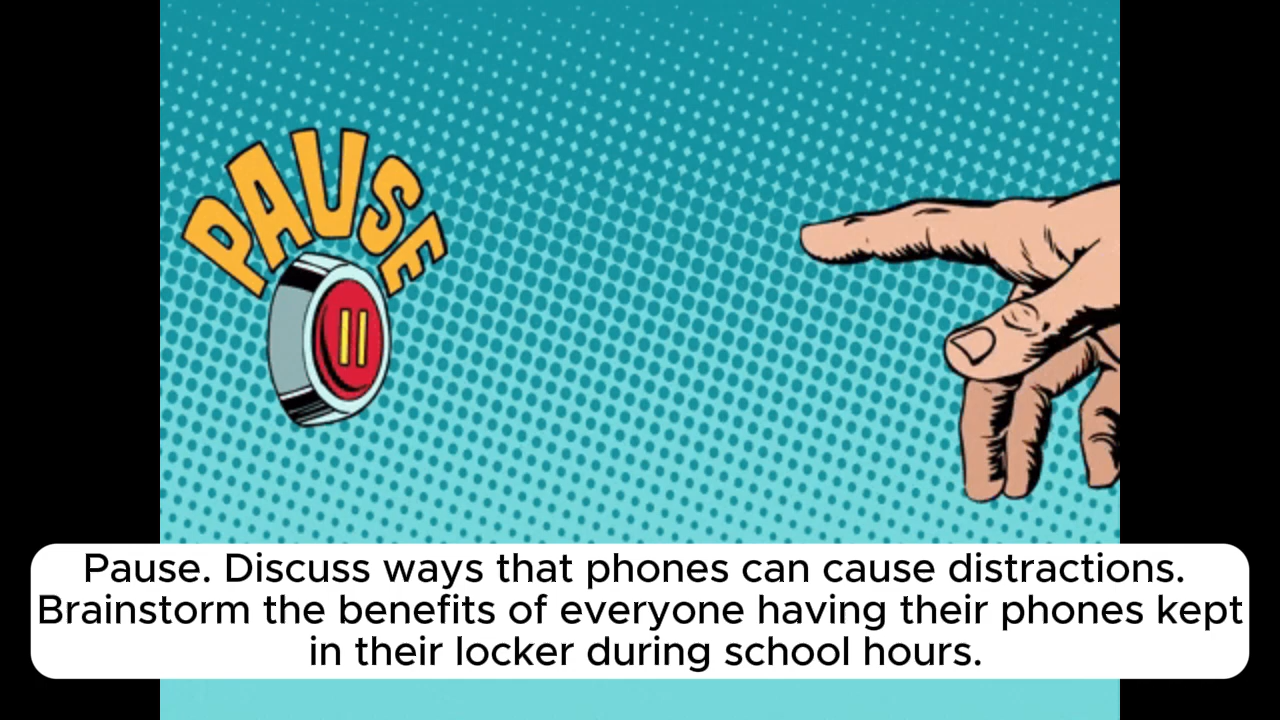 PAUSE
Pause. Discuss ways that phones can cause distractions.
Brainstorm the benefits of everyone having their phones kept
in their locker during school hours.